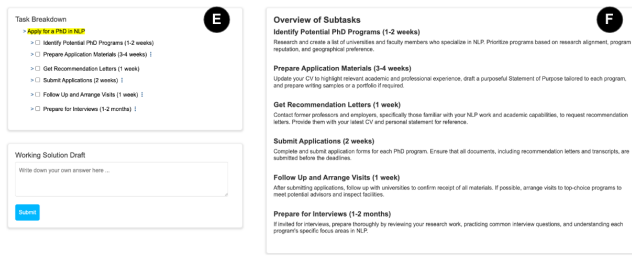 Task Breakdown
E
> Apply for a PhD in NLP
> Identify Potential PhD Programs (1-2 weeks)
> Prepare Application Materials (3-4 weeks)
> Get Recommendation Letters (1 week)
> Submit Applications (2 weeks)
> Follow Up and Arrange Visits (1 week)
> Prepare for Interviews (1-2 months)
Working Solution Draft
Write down your own answer here ...
Submit
F
Overview of Subtasks
Identify Potential PhD Programs (1-2 weeks)
Research and create a list of universities and faculty members who specialize in NLP. Prioritize programs based on research alignment, program
reputation, and geographical preference.
Prepare Application Materials (3-4 weeks)
Update your CV to highlight relevant academic and professional experience, draft a purposeful Statement of Purpose tailored to each program,
and prepare writing samples or a portfolio if required.
Get Recommendation Letters (1 week)
Contact former professors and employers, specifically those familiar with your NLP work and academic capabilities, to request recommendation
letters. Provide them with your latest CV and personal statement for reference.
Submit Applications (2 weeks)
Complete and submit application forms for each PhD program. Ensure that all documents, including recommendation letters and transcripts, are
submitted before the deadlines.
Follow Up and Arrange Visits (1 week)
After submitting applications, follow up with universities to confirm receipt of all materials. If possible, arrange visits to top-choice programs to
meet potential advisors and inspect facilities.
Prepare for Interviews (1-2 months)
If invited for interviews, prepare thoroughly by reviewing your research work, practicing common interview questions, and understanding each
program's specific focus areas in NLP.